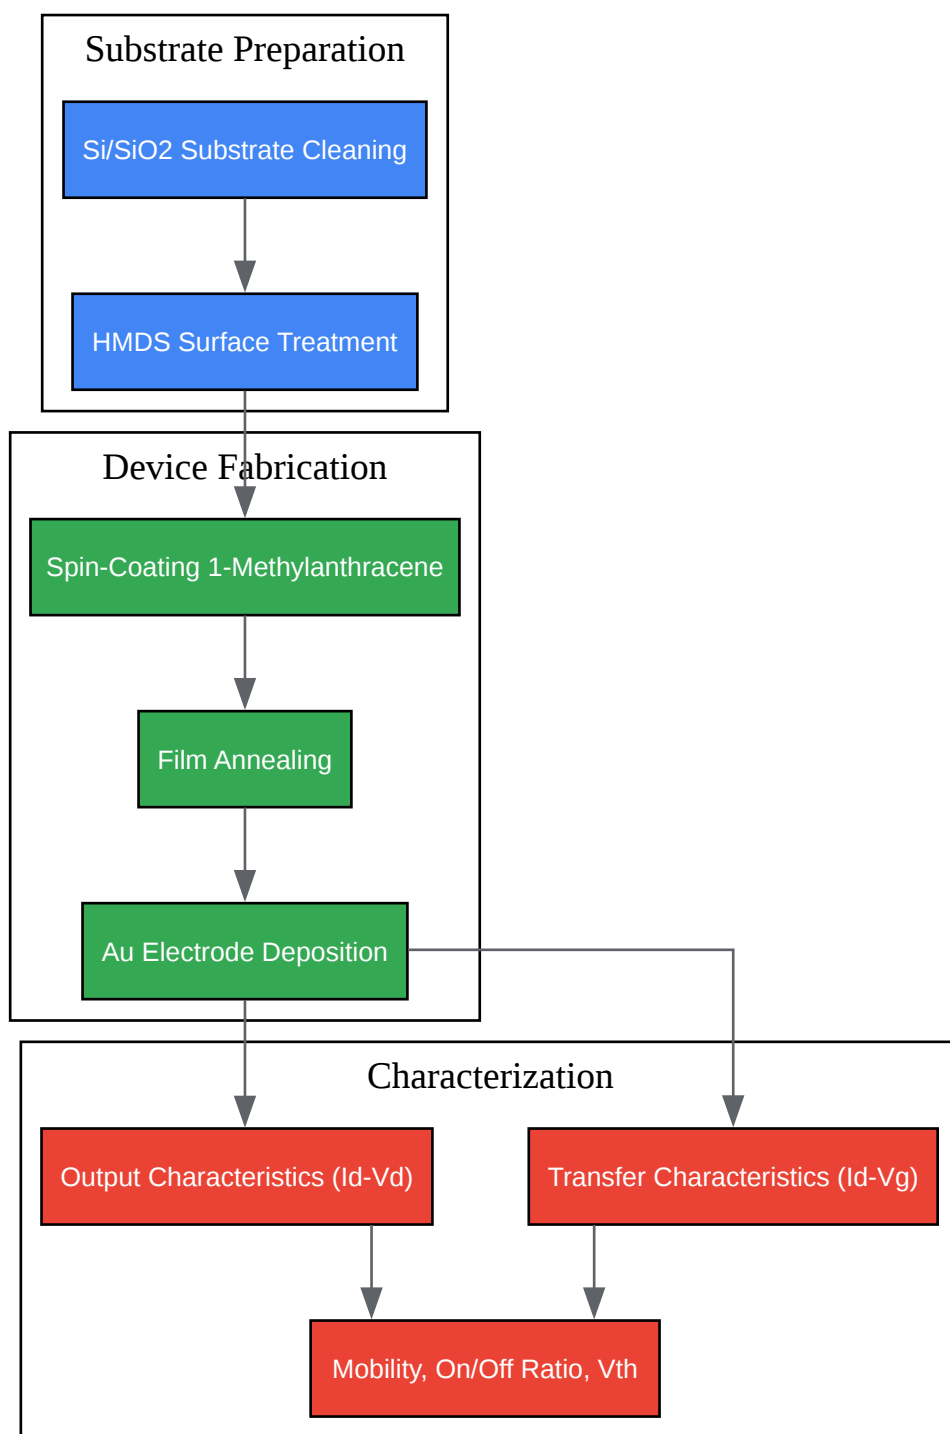 Substrate Preparation
Si/SiO2 Substrate Cleaning
HMDS Surface Treatment
Device Fabrication
Spin-Coating 1-Methylanthracene
Film Annealing
Au Electrode Deposition
Characterization
Output Characteristics (Id-Vd)
Transfer Characteristics (Id-Vg)
Mobility, On/Off Ratio, Vth